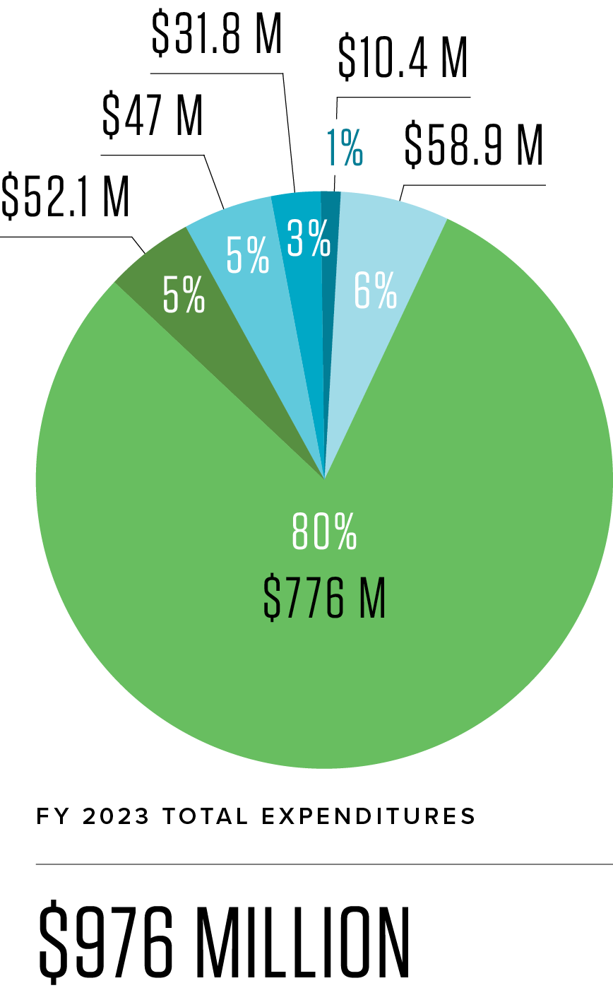 $31.8 M
$10.4 M
$47 M
1%
$58.9 M
$52.1 M
3%
5%
5%
6%
80%
$776 M
FY 2023 TOTAL EXPENDITURES
$976 MILLION